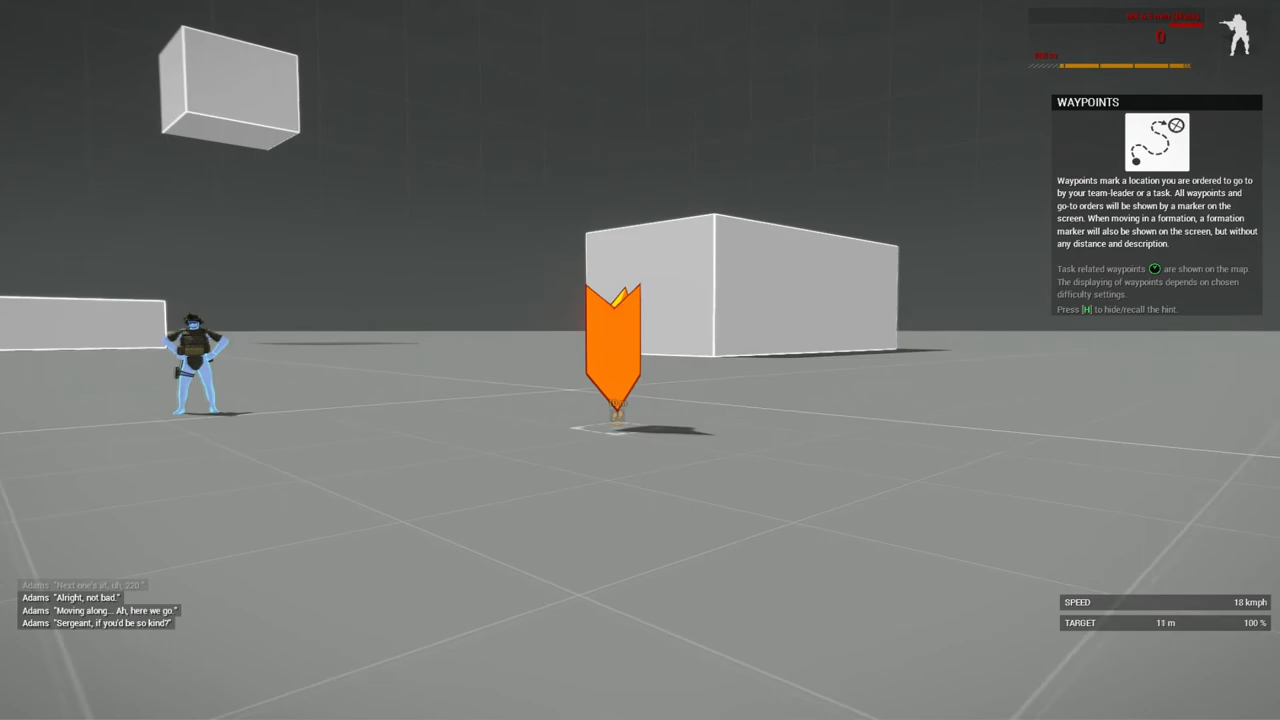 0
WAYPOINTS
Waypoints mark a location you are ordered to go to
by your team-leader or a task. All waypoints and
go-to orders will be shown by a marker on the
screen. When moving in a formation, a formation
marker will also be shown on the screen, but without
any distance and description.
Task related waypoints are shown on the map.
The displaying of waypoints depends on chosen
difficulty settings.
Press [H] to hide/recall the hint.
Adams "Next one's at, uh, 220."
Adams "Alright, not bad."
Adams "Moving along... Ah, here we go."
Adams "Sergeant, if you'd be so kind?"
SPEED 18 kmph
TARGET 11 m 100 %